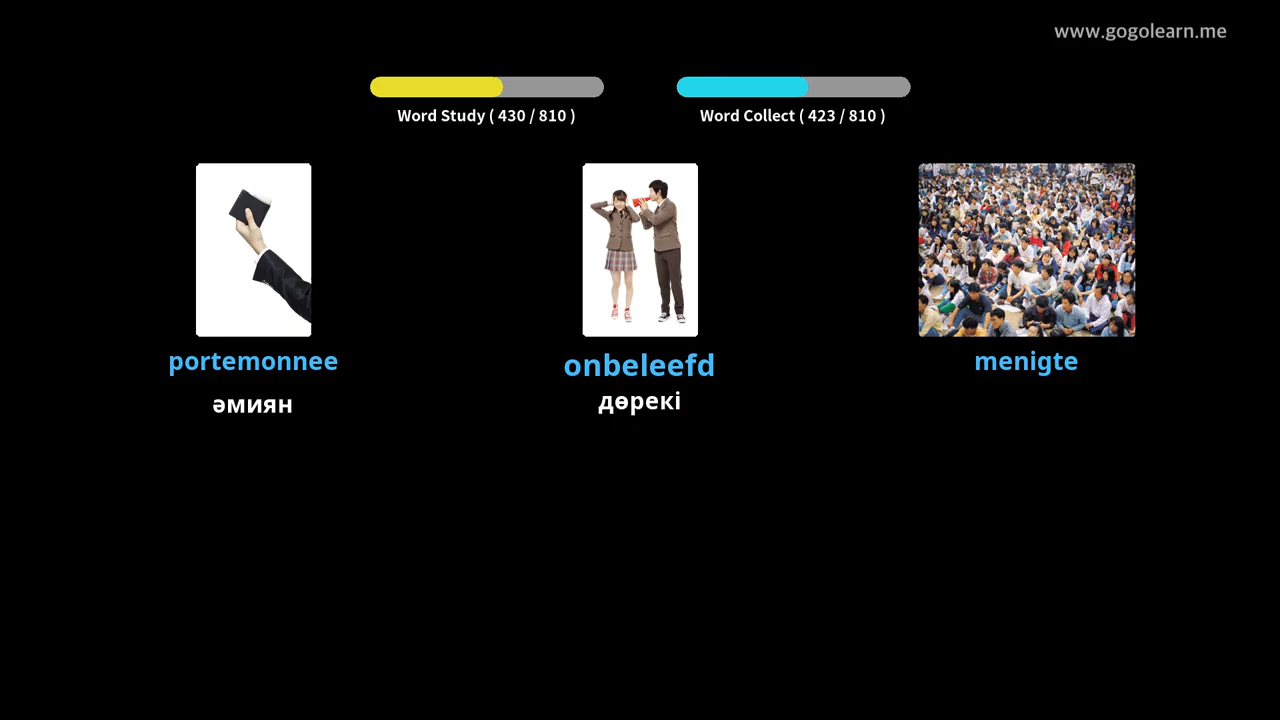 www.gogolearn.me
Word Study ( 430 / 810 )
Word Collect ( 423 / 810 )
portemonnee
әмиян
onbeleefd
дөрекі
menigte